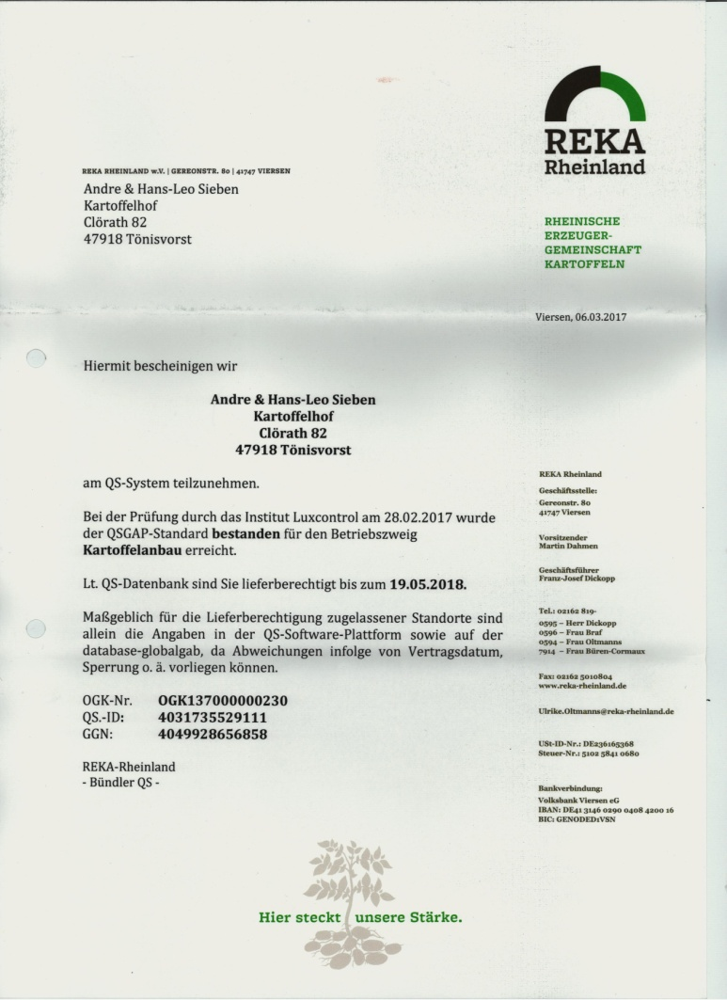 REKA
Rheinland
REKA RHEINLAND w.V. | GEREONSTR. 80 | 41747 VIERSEN
Andre & Hans-Leo Sieben
Kartoffelhof
Clörath 82
47918 Tönisvorst
RHEINISCHE
ERZEUGER-
GEMEINSCHAFT
KARTOFFELN
Viersen, 06.03.2017
Hiermit bescheinigen wir
Andre & Hans-Leo Sieben
Kartoffelhof
Clörath 82
47918 Tönisvorst
am QS-System teilzunehmen.
Bei der Prüfung durch das Institut Luxcontrol am 28.02.2017 wurde
der QSGAP-Standard bestanden für den Betriebszweig
Kartoffelanbau erreicht.
Lt. QS-Datenbank sind Sie lieferberechtigt bis zum 19.05.2018.
Maßgeblich für die Lieferberechtigung zugelassener Standorte sind
allein die Angaben in der QS-Software-Plattform sowie auf der
database-globalgab, da Abweichungen infolge von Vertragsdatum,
Sperrung o. ä. vorliegen können.
OGK-Nr. OGK137000000230
QS.-ID: 4031735529111
GGN: 4049928656858
REKA-Rheinland
- Bündler QS -
REKA Rheinland
Geschäftsstelle:
Gereonstr. 80
41747 Viersen
Vorsitzender
Martin Dahmen
Geschäftsführer
Franz-Josef Dickopp
Tel.: 02162 819-
0595 – Herr Dickopp
0596 – Frau Braf
0594 – Frau Oltmanns
7914 – Frau Büren-Cormaux
Fax: 02162 5010804
www.reka-rheinland.de
Ulrike.Oltmanns@reka-rheinland.de
USt-ID-Nr.: DE236165368
Steuer-Nr.: 5102 5841 0680
Bankverbindung:
Volksbank Viersen eG
IBAN: DE41 3146 0290 0408 4200 16
BIC: GENODED1VSN
Hier steckt unsere Stärke.